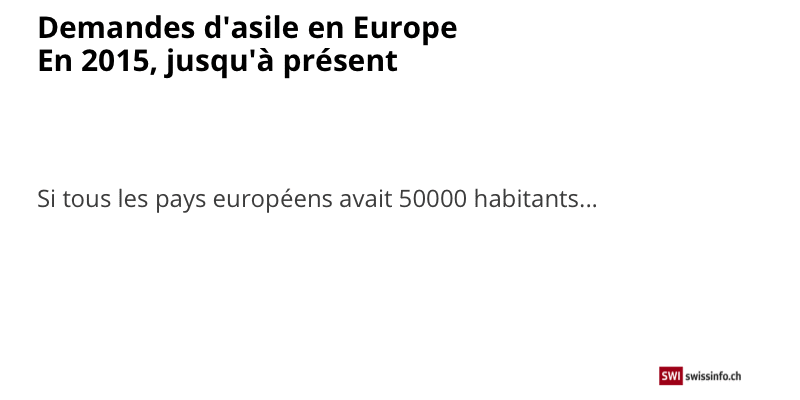 Demandes d'asile en Europe
En 2015, jusqu'à présent
Si tous les pays européens avait 50000 habitants...
SWI swissinfo.ch